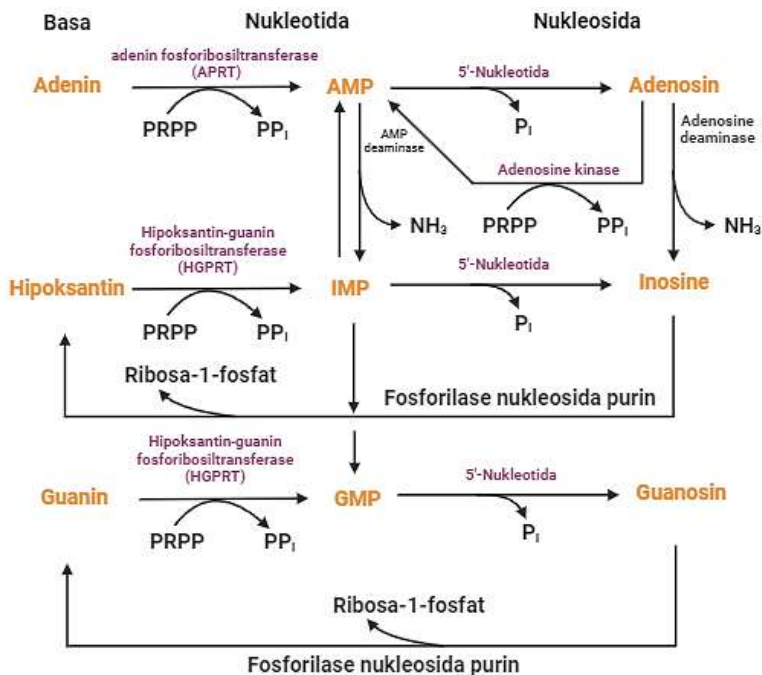 Basa
Nukleotida
Nukleosida
adenin fosforibosiltransferase
(APRT)
5'-Nukleotida
Adenin
AMP
Adenosin
PRPP
PPᵢ
Pᵢ
AMP
deaminase
Adenosine
deaminase
Adenosine kinase
NH₃
PRPP
PPᵢ
NH₃
Hipoksantin-guanin
fosforibosiltransferase
(HGPRT)
5'-Nukleotida
Hipoksantin
IMP
Inosine
PRPP
PPᵢ
Pᵢ
Ribosa-1-fosfat
Fosforilase nukleosida purin
Hipoksantin-guanin
fosforibosiltransferase
(HGPRT)
5'-Nukleotida
Guanin
GMP
Guanosin
PRPP
PPᵢ
Pᵢ
Ribosa-1-fosfat
Fosforilase nukleosida purin